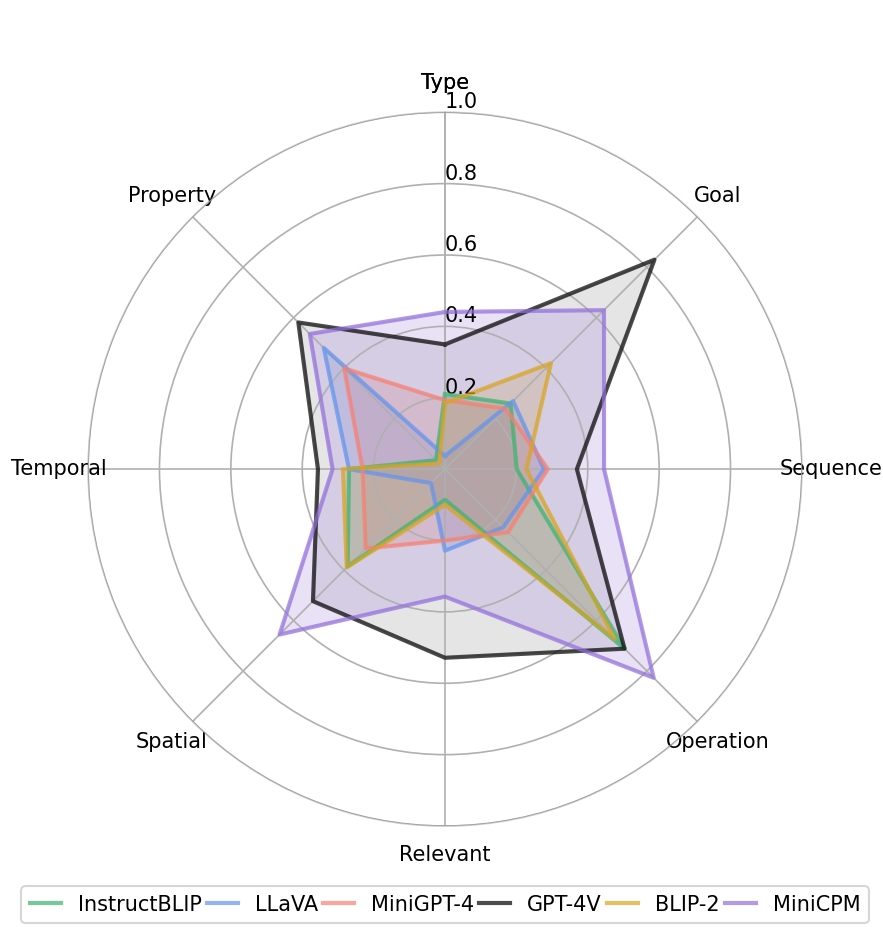 Type
1.0
0.8
Property
Goal
0.6
0.4
0.2
Temporal
Sequence
Spatial
Operation
Relevant
InstructBLIP LLaVA MiniGPT-4 GPT-4V BLIP-2 MiniCPM